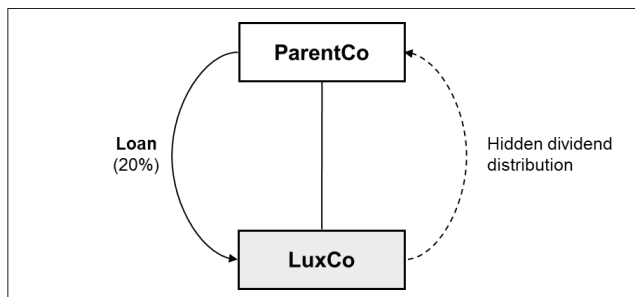 ParentCo
Loan
(20%)
Hidden dividend
distribution
LuxCo